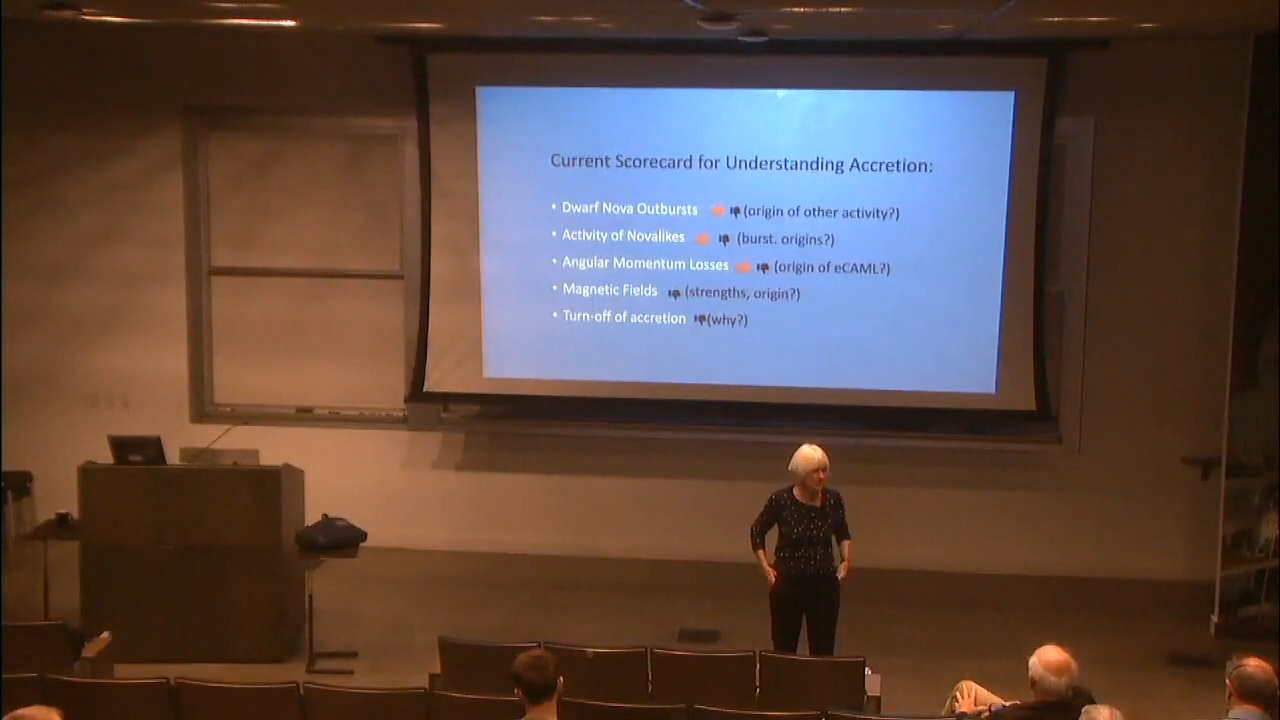 Current Scorecard for Understanding Accretion:
• Dwarf Nova Outbursts (origin of other activity?)
• Activity of Novalikes (burst. origins?)
• Angular Momentum Losses (origin of eCAML?)
• Magnetic Fields (strengths, origin?)
• Turn-off of accretion (why?)